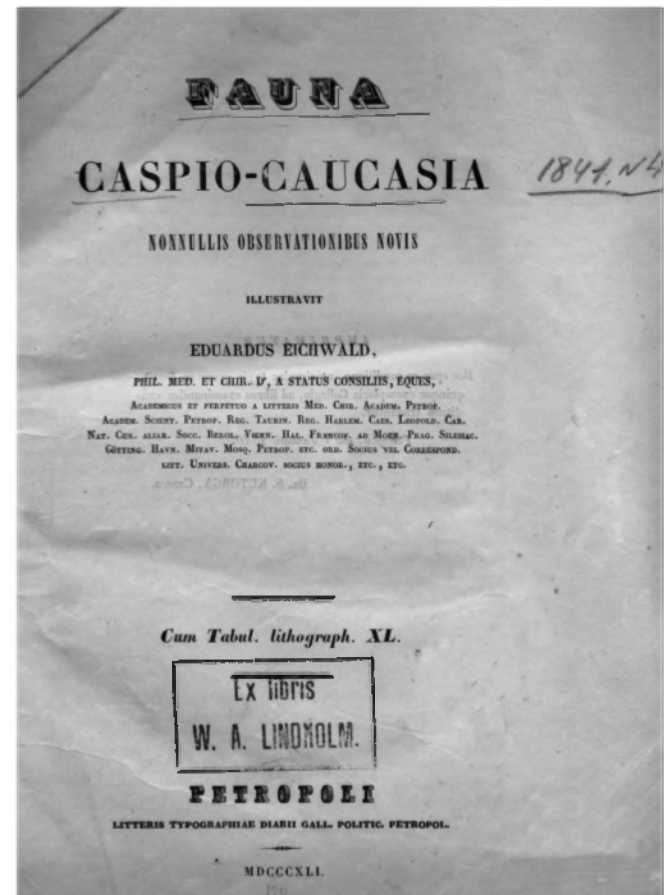 FAUNA
CASPIO-CAUCASIA
1841. N 4
NONNULLIS OBSERVATIONIBUS NOVIS
ILLUSTRAVIT
EDUARDUS EICHWALD,
PHIL. MED. ET CHIR. Dr, A STATUS CONSILIIS, EQUES,
Academicus et perpetuo a litteris Med. Chir. Academ. Petrop.
Academ. Scient. Petrop. Reg. Taurin. Reg. Harlem. Caes. Leopold. Car.
Nat. Cur. aliar. Socc. Berol. Vienn. Hal. Francof. ad Moen. Prag. Silesiac.
Götting. Havn. Mitav. Mosq. Petrop. etc. ord. Socius vel Correspond.
litt. Univers. Charcov. socius honor., etc., etc.
Dr. S. KUTORGA, Censor.
Cum Tabul. lithograph. XL.
Ex libris
W. A. LINDHOLM.
PETROPOLI
LITTERIS TYPOGRAPHIAE DIARII GALL. POLITIC. PETROPOL.
MDCCCXLI.